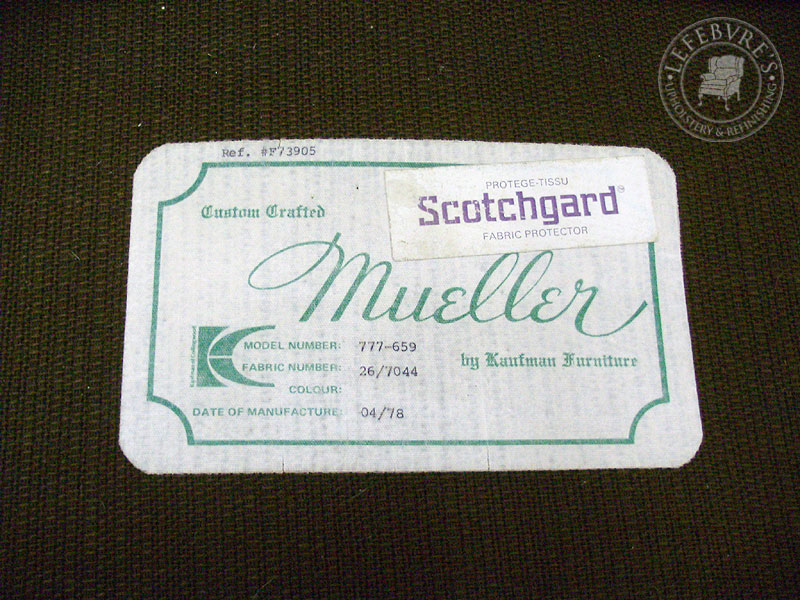 LEFEBVRE'S
UPHOLSTERY & REFINISHING
Ref. #F73905
PROTEGE-TISSU
Scotchgard®
FABRIC PROTECTOR
Custom Crafted
Mueller
by Kaufman Furniture
MODEL NUMBER: 777-659
FABRIC NUMBER: 26/7044
COLOUR:
DATE OF MANUFACTURE: 04/78